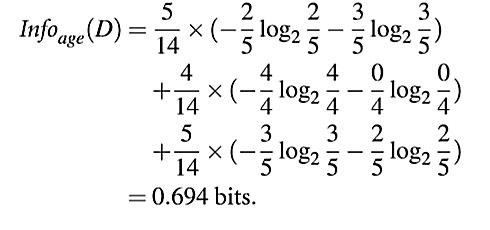 Info_age(D) = 5/14 × (−2/5 log₂ 2/5 − 3/5 log₂ 3/5)
+ 4/14 × (−4/4 log₂ 4/4 − 0/4 log₂ 0/4)
+ 5/14 × (−3/5 log₂ 3/5 − 2/5 log₂ 2/5)
= 0.694 bits.